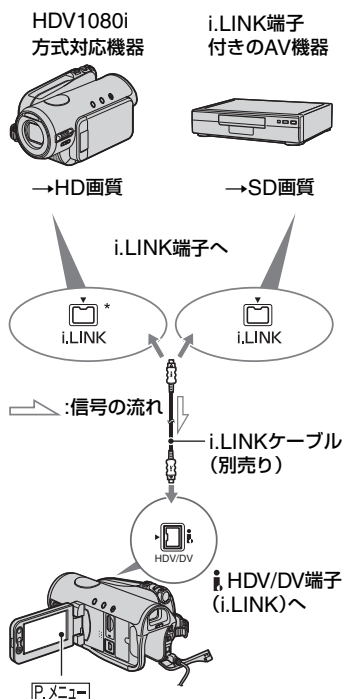 HDV1080i
方式対応機器
i.LINK端子
付きのAV機器
→HD画質
→SD画質
i.LINK端子へ
*
i.LINK
i.LINK
:信号の流れ
i.LINKケーブル
(別売り)
HDV/DV
i HDV/DV端子
(i.LINK)へ
P.メニュー